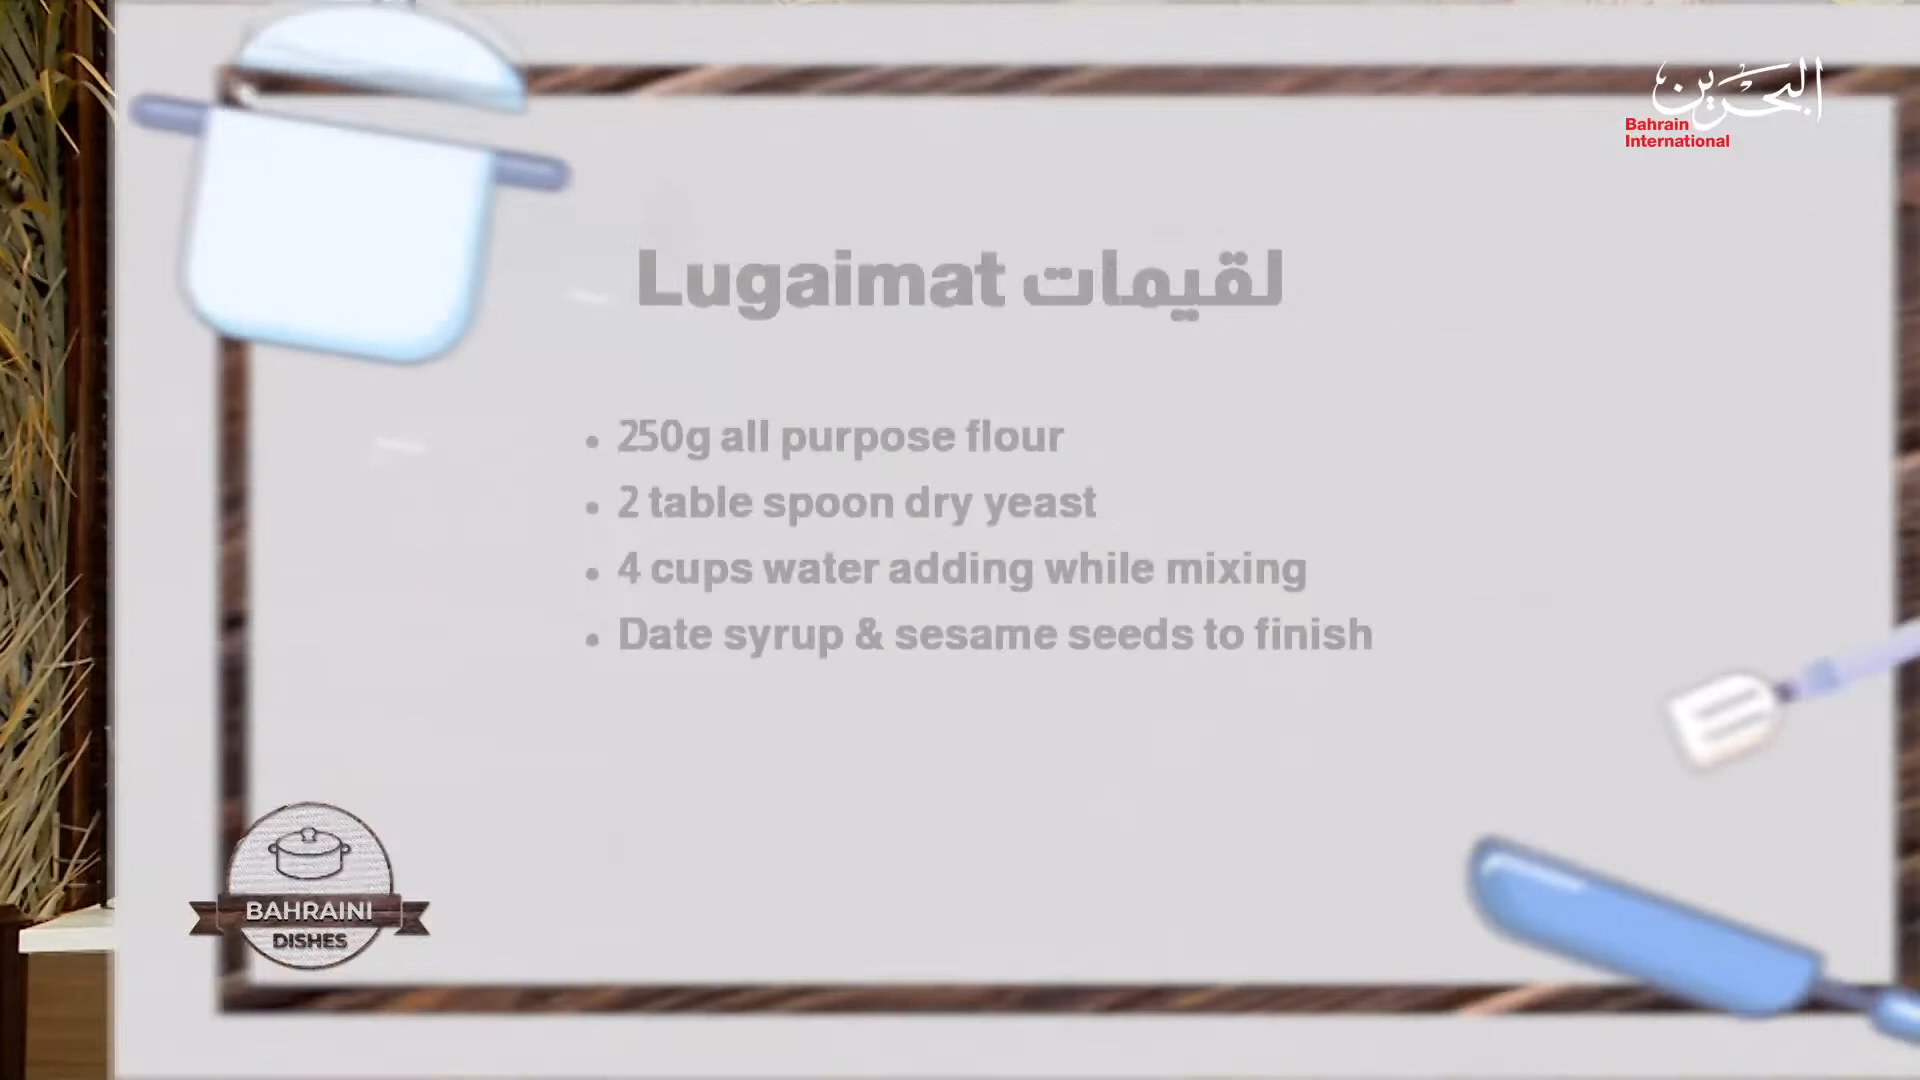 البحرين
Bahrain
International
Lugaimat لقيمات
• 250g all purpose flour
• 2 table spoon dry yeast
• 4 cups water adding while mixing
• Date syrup & sesame seeds to finish
BAHRAINI
DISHES